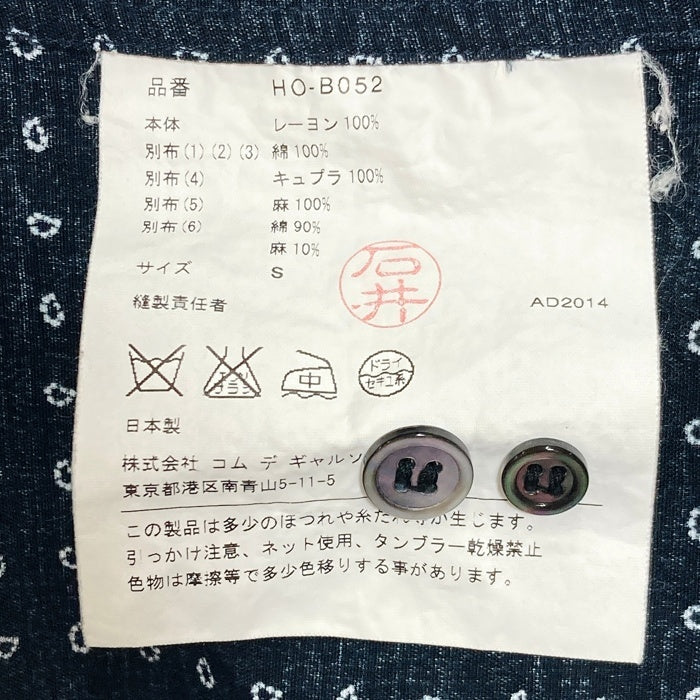 品番 HO-B052
本体 レーヨン 100%
別布(1)(2)(3) 綿 100%
別布(4) キュプラ 100%
別布(5) 麻 100%
別布(6) 綿 90%
麻 10%
サイズ S
石井
縫製責任者 AD2014
中 ドライ
セキユ系
日本製
株式会社 コム デ ギャルソン
東京都港区南青山5-11-5
この製品は多少のほつれや糸だ が生じます。
引っかけ注意、ネット使用、タンブラー乾燥禁止
色物は摩擦等で多少色移りする事があります。